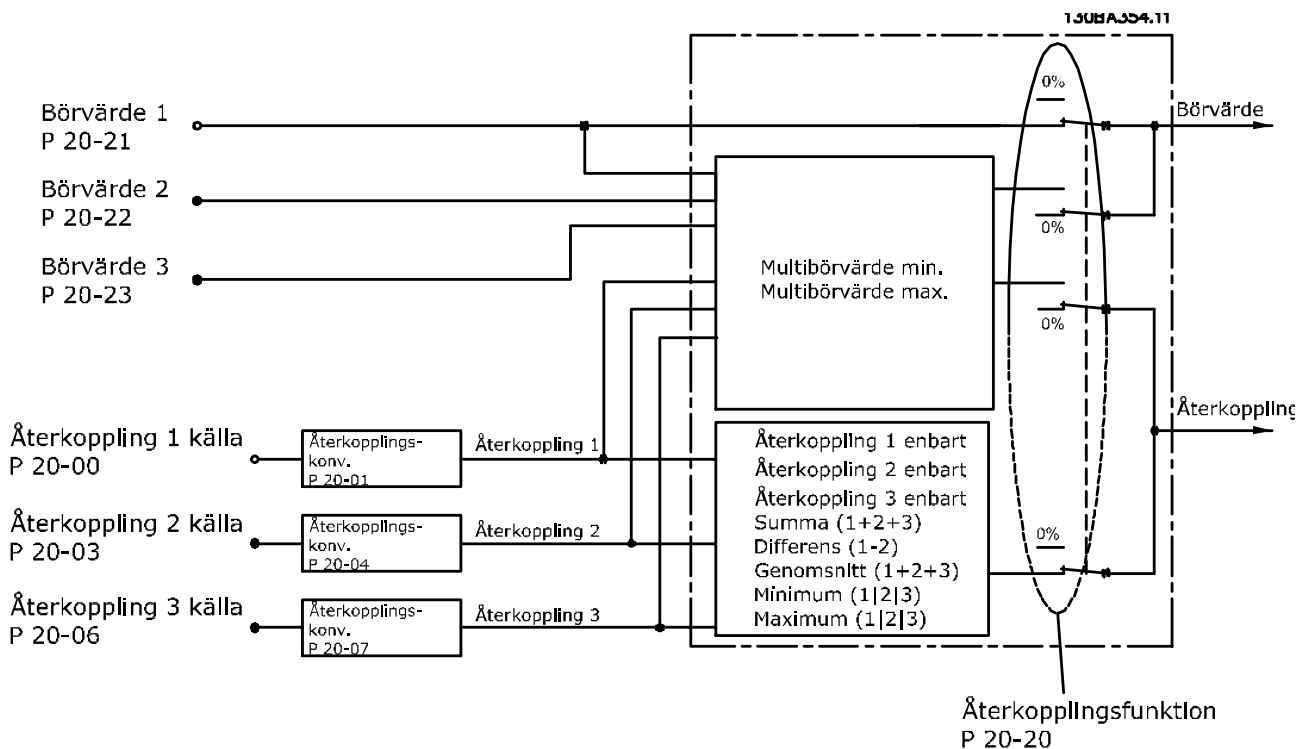 130BA354.11
0%
Börvärde 1
P 20-21
Börvärde
Börvärde 2
P 20-22
0%
Börvärde 3
P 20-23
Multibörvärde min.
Multibörvärde max.
0%
Återkoppling
Återkoppling 1 källa
P 20-00
Återkopplings-
konv.
P 20-01
Återkoppling 1
Återkoppling 1 enbart
Återkoppling 2 enbart
Återkoppling 3 enbart
Summa (1+2+3)
Differens (1-2)
Genomsnitt (1+2+3)
Minimum (1|2|3)
Maximum (1|2|3)
0%
Återkoppling 2 källa
P 20-03
Återkopplings-
konv.
P 20-04
Återkoppling 2
Återkoppling 3 källa
P 20-06
Återkopplings-
konv.
P 20-07
Återkoppling 3
Återkopplingsfunktion
P 20-20